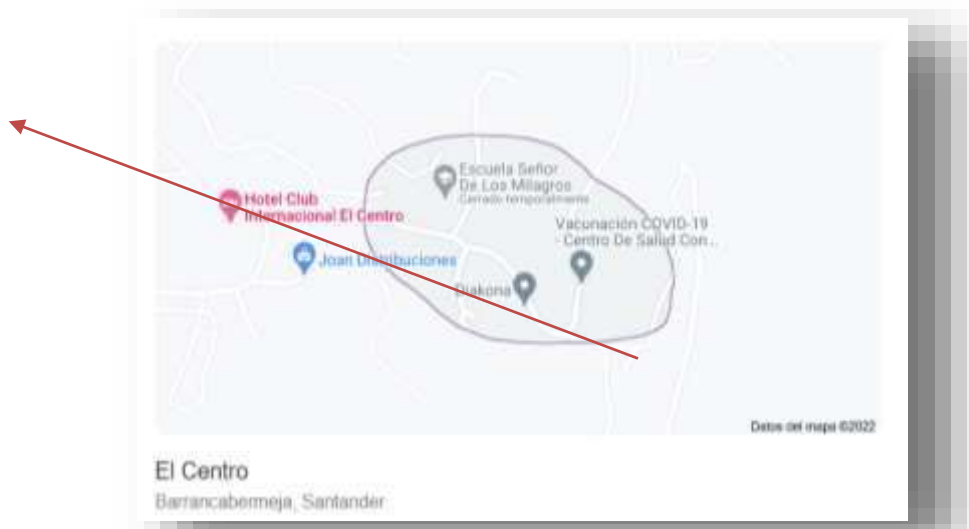 Escuela Señor
De Los Milagros
Cerrado temporalmente
Hotel Club
Internacional El Centro
Vacunación COVID-19
- Centro De Salud Con...
Joan Distribuciones
Diakona
Datos del mapa ©2022
El Centro
Barrancabermeja, Santander